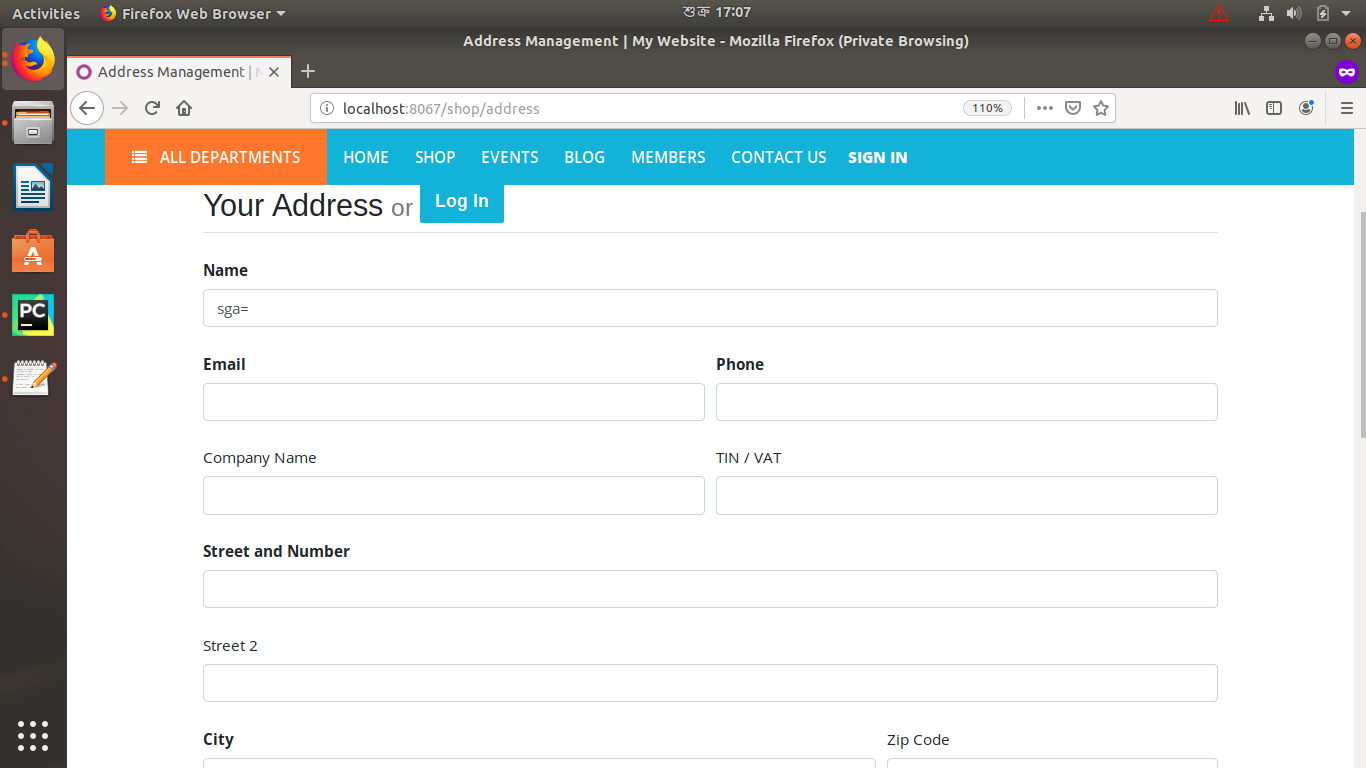 Activities Firefox Web Browser শুক্র 17:07
Address Management | My Website - Mozilla Firefox (Private Browsing)
Address Management |
localhost:8067/shop/address 110%
ALL DEPARTMENTS HOME SHOP EVENTS BLOG MEMBERS CONTACT US SIGN IN
Your Address or Log In
Name
sga=
Email Phone
Company Name TIN / VAT
Street and Number
Street 2
City Zip Code
PC